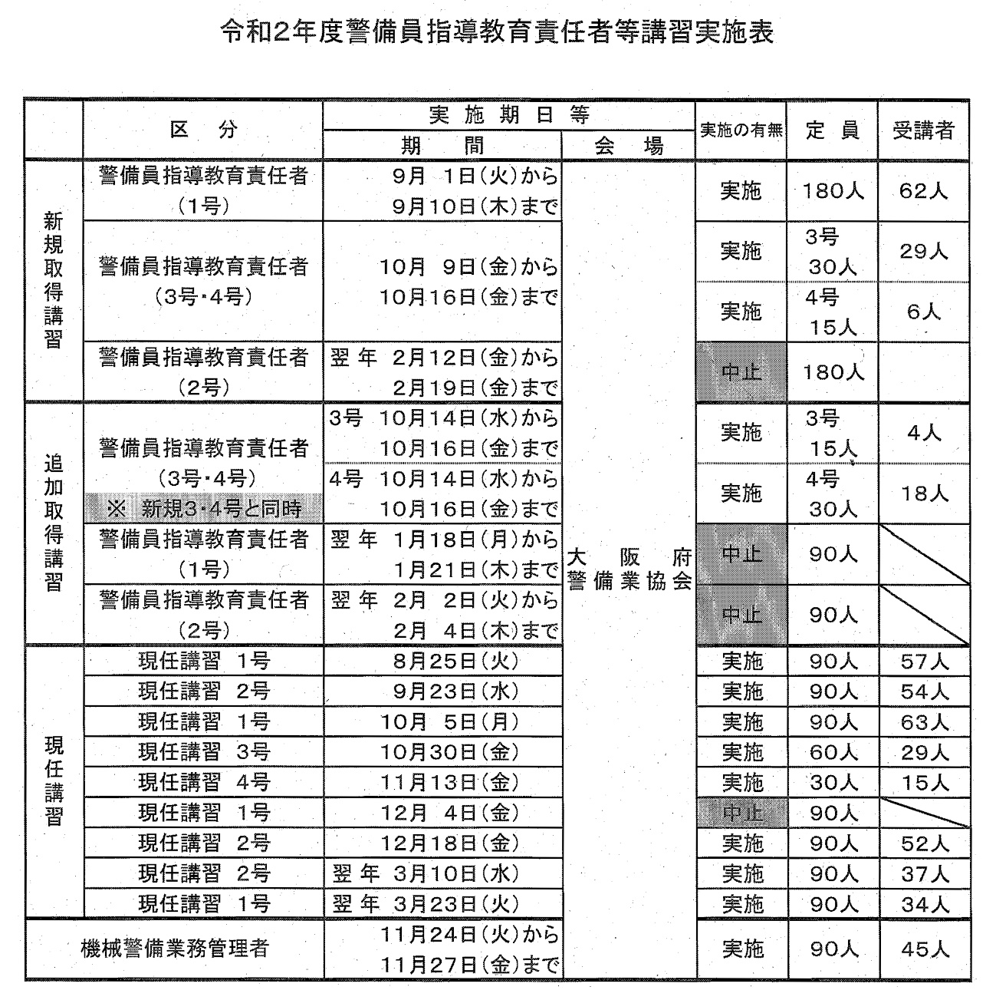 令和2年度警備員指導教育責任者等講習実施表
区 分 実 施 期 日 等 実施の有無 定 員 受講者
期 間 会 場
新規取得講習
警備員指導教育責任者 9月 1日(火)から 実施 180人 62人
(1号) 9月10日(木)まで
警備員指導教育責任者 10月 9日(金)から 実施 3号 30人 29人
(3号・4号) 10月16日(金)まで 実施 4号 15人 6人
警備員指導教育責任者 翌 年 2月12日(金)から 中止 180人
(2号) 2月19日(金)まで
追加取得講習
警備員指導教育責任者 3号 10月14日(水)から 実施 3号 4人
10月16日(金)まで 15人
(3号・4号) 4号 10月14日(水)から 実施 4号 18人
※ 新規3・4号と同時 10月16日(金)まで 30人
警備員指導教育責任者 翌 年 1月18日(月)から 中止 90人
(1号) 1月21日(木)まで
大 阪 府
警備業協会
警備員指導教育責任者 翌 年 2月 2日(火)から 中止 90人
(2号) 2月 4日(木)まで
現任講習
現任講習 1号 8月25日(火) 実施 90人 57人
現任講習 2号 9月23日(水) 実施 90人 54人
現任講習 1号 10月 5日(月) 実施 90人 63人
現任講習 3号 10月30日(金) 実施 60人 29人
現任講習 4号 11月13日(金) 実施 30人 15人
現任講習 1号 12月 4日(金) 中止 90人
現任講習 2号 12月18日(金) 実施 90人 52人
現任講習 2号 翌 年 3月10日(水) 実施 90人 37人
現任講習 1号 翌 年 3月23日(火) 実施 90人 34人
機械警備業務管理者 11月24日(火)から 実施 90人 45人
11月27日(金)まで